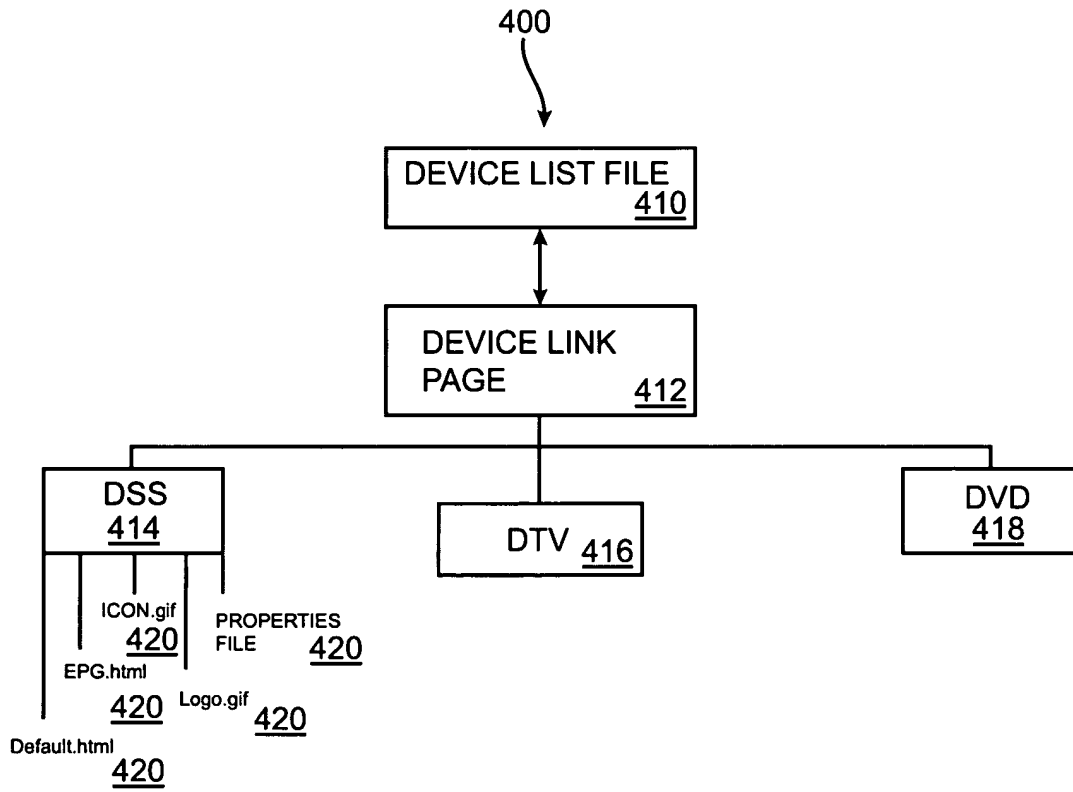 400
DEVICE LIST FILE
410
DEVICE LINK
PAGE
412
DSS
414
DTV 416
DVD
418
ICON.gif
420
PROPERTIES
FILE
420
EPG.html
420
Logo.gif
420
Default.html
420